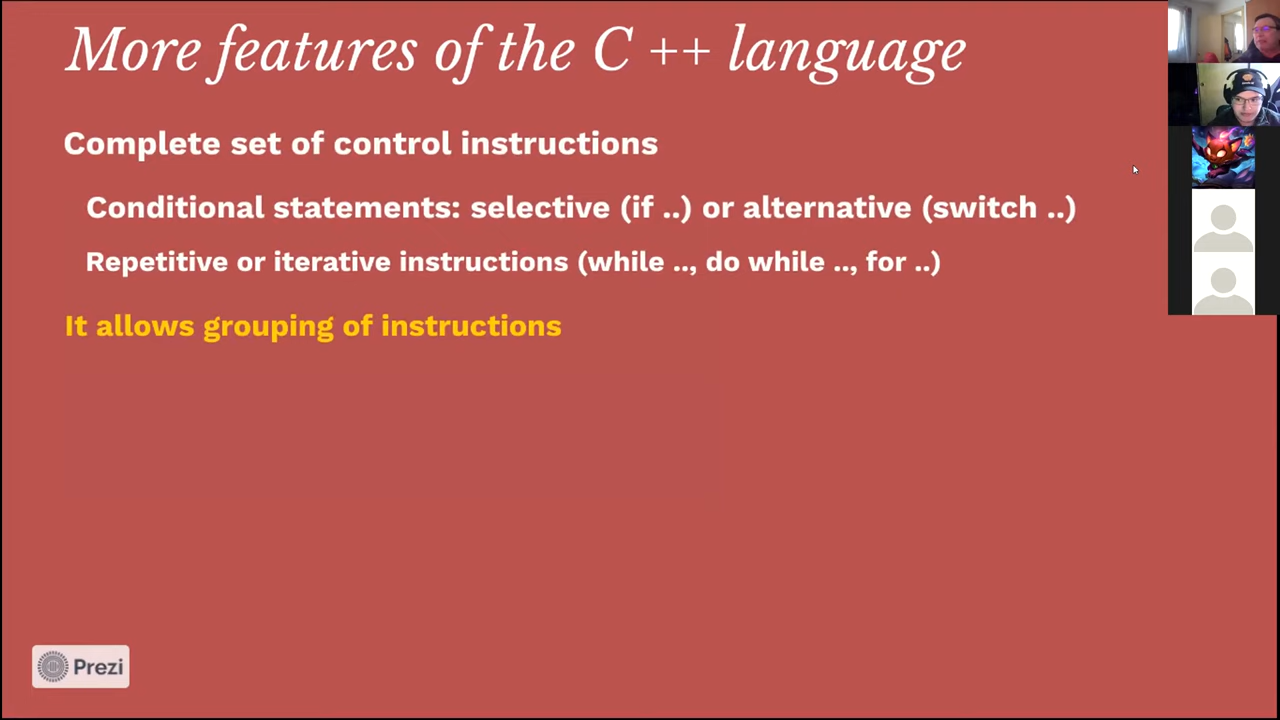 More features of the C ++ language
Complete set of control instructions
Conditional statements: selective (if ..) or alternative (switch ..)
Repetitive or iterative instructions (while .., do while .., for ..)
It allows grouping of instructions
Prezi